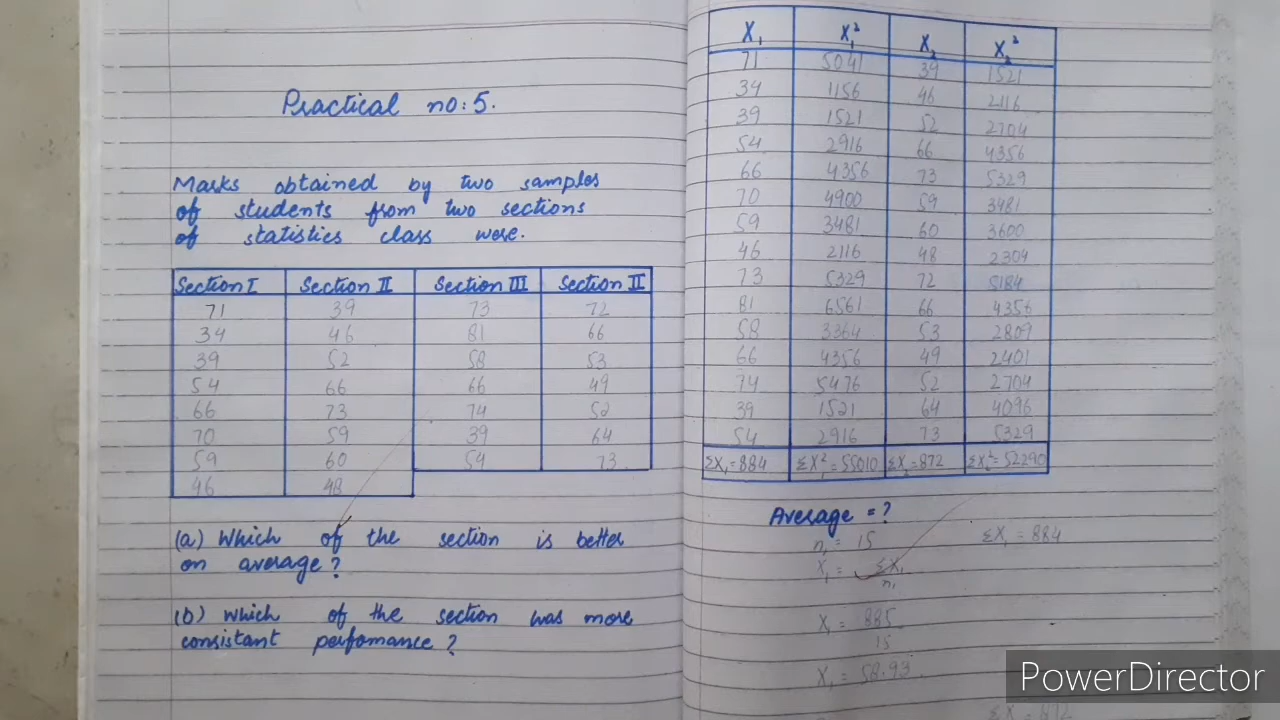 Practical no: 5.
Marks obtained by two samples
of students from two sections
of statistics class were.
Section I Section II Section III Section II
71 39 73 72
34 46 81 66
39 52 58 53
54 66 66 49
66 73 74 52
70 59 39 64
59 60 54 73
46 48
(a) Which of the section is better
on average?
(b) Which of the section has more
consistant perfomance?
X₁ X₁² X₂ X₂²
71 5041 39 1521
34 1156 46 2116
39 1521 52 2704
54 2916 66 4356
66 4356 73 5329
70 4900 59 3481
59 3481 60 3600
46 2116 48 2304
73 5329 72 5184
81 6561 66 4356
58 3364 53 2809
66 4356 49 2401
74 5476 52 2704
39 1521 64 4096
54 2916 73 5329
ΣX₁=884 ΣX₁²=55010 ΣX₂=872 ΣX₂²=52290
Average = ?
n₁ = 15 ΣX₁ = 884
X₁ = ΣX₁
n₁
X₁ = 885
15
X₁ = 58.93
ΣX = 872
PowerDirector